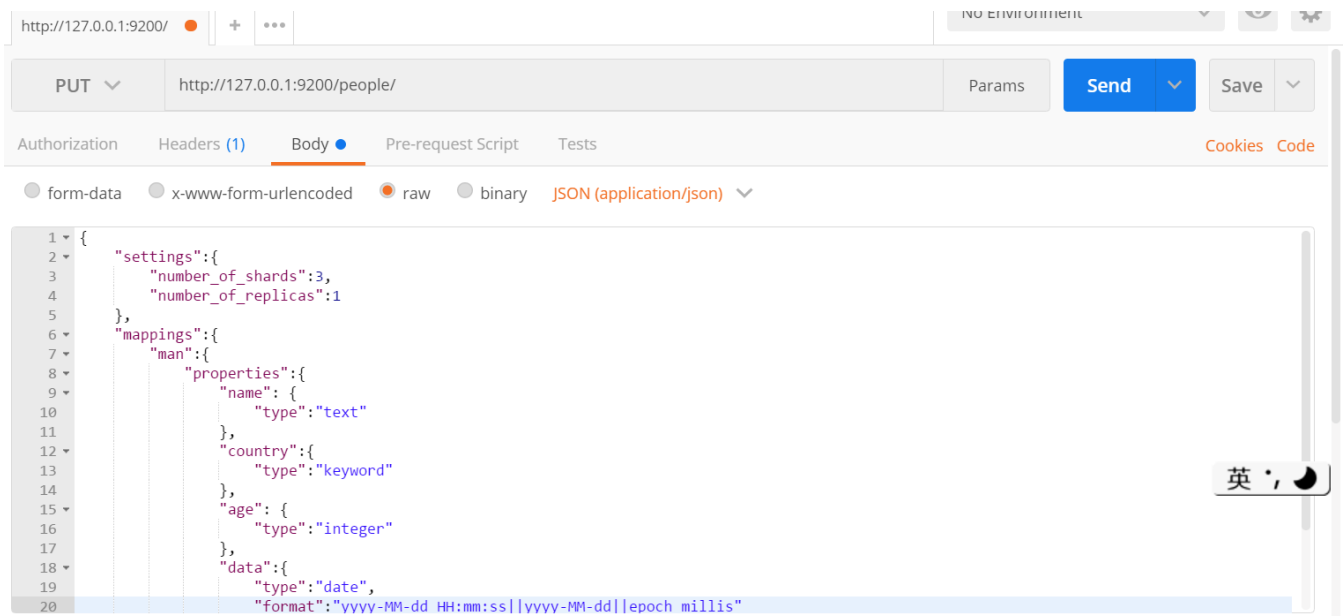 http://127.0.0.1:9200/
No Environment
PUT http://127.0.0.1:9200/people/ Params Send Save
Authorization Headers (1) Body Pre-request Script Tests Cookies Code
form-data x-www-form-urlencoded raw binary JSON (application/json)
1 {
2 "settings":{
3 "number_of_shards":3,
4 "number_of_replicas":1
5 },
6 "mappings":{
7 "man":{
8 "properties":{
9 "name": {
10 "type":"text"
11 },
12 "country":{
13 "type":"keyword"
14 },
15 "age": {
16 "type":"integer"
17 },
18 "data":{
19 "type":"date",
20 "format":"yyyy-MM-dd HH:mm:ss||yyyy-MM-dd||epoch_millis"
英